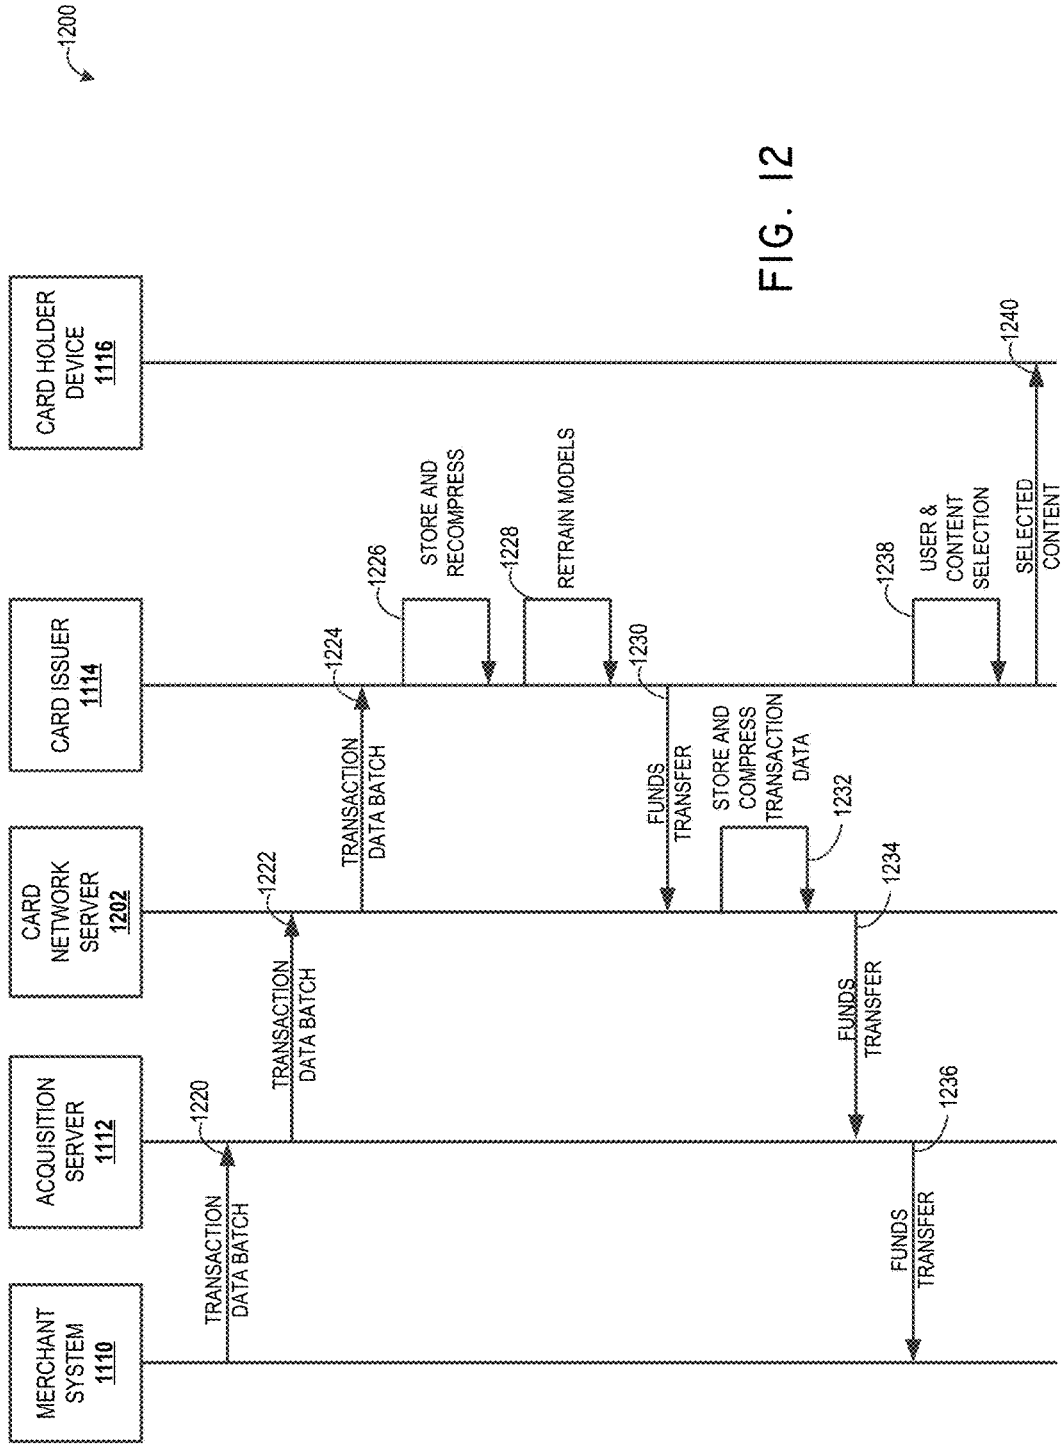 1200
MERCHANT
SYSTEM
1110
ACQUISITION
SERVER
1112
CARD
NETWORK
SERVER
1202
CARD ISSUER
1114
CARD HOLDER
DEVICE
1116
TRANSACTION
DATA BATCH
1220
TRANSACTION
DATA BATCH
1222
TRANSACTION
DATA BATCH
1224
1226
STORE AND
RECOMPRESS
1228
RETRAIN MODELS
FUNDS
TRANSFER
1230
STORE AND
COMPRESS
TRANSACTION
DATA
1232
FUNDS
TRANSFER
1234
FUNDS
TRANSFER
1236
1238
USER &
CONTENT
SELECTION
SELECTED
CONTENT
1240
FIG. 12